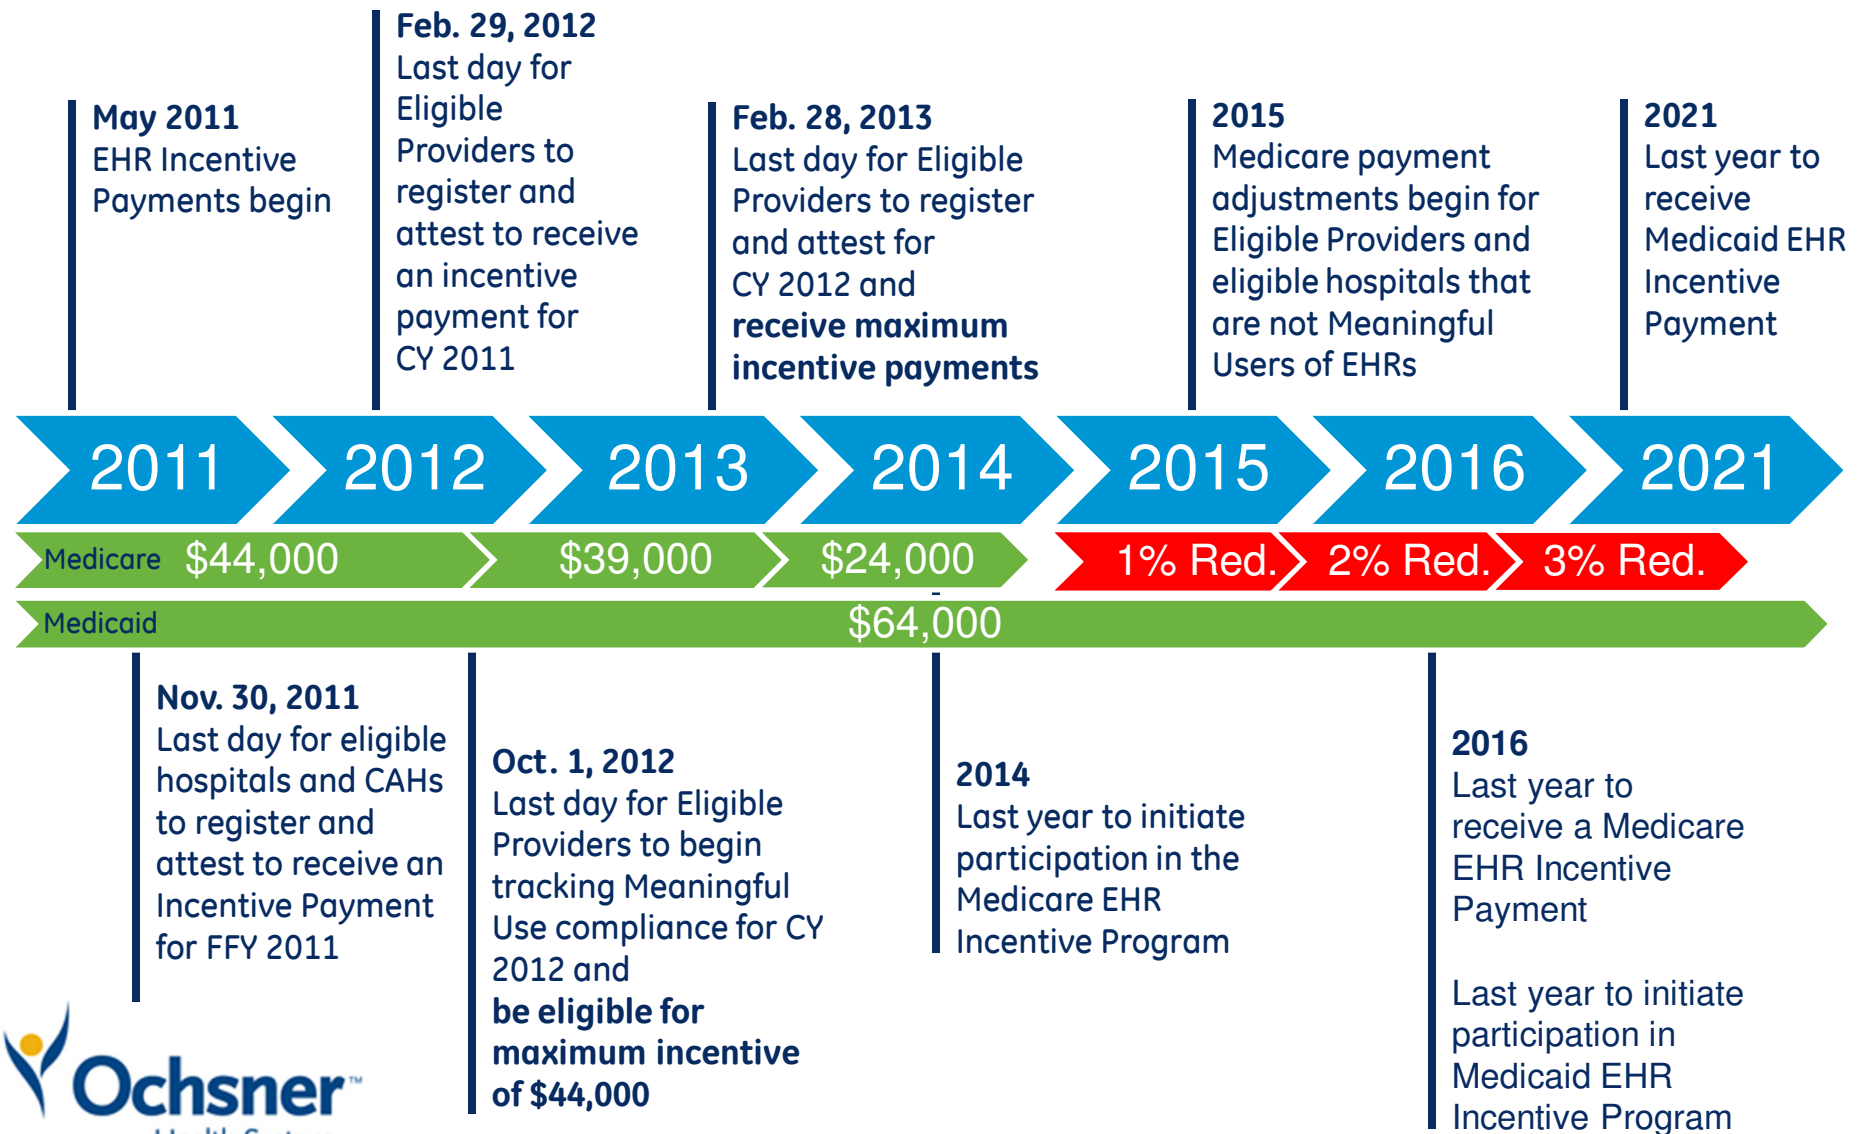 Feb. 29, 2012
Last day for
Eligible
Providers to
register and
attest to receive
an incentive
payment for
CY 2011
May 2011
EHR Incentive
Payments begin
Feb. 28, 2013
Last day for Eligible
Providers to register
and attest for
CY 2012 and
receive maximum
incentive payments
2015
Medicare payment
adjustments begin for
Eligible Providers and
eligible hospitals that
are not Meaningful
Users of EHRs
2021
Last year to
receive
Medicaid EHR
Incentive
Payment
2011 2012 2013 2014 2015 2016 2021
Medicare $44,000 $39,000 $24,000 1% Red. 2% Red. 3% Red.
Medicaid $64,000
Nov. 30, 2011
Last day for eligible
hospitals and CAHs
to register and
attest to receive an
Incentive Payment
for FFY 2011
Oct. 1, 2012
Last day for Eligible
Providers to begin
tracking Meaningful
Use compliance for CY
2012 and
be eligible for
maximum incentive
of $44,000
2014
Last year to initiate
participation in the
Medicare EHR
Incentive Program
2016
Last year to
receive a Medicare
EHR Incentive
Payment
Last year to initiate
participation in
Medicaid EHR
Incentive Program
Ochsner™